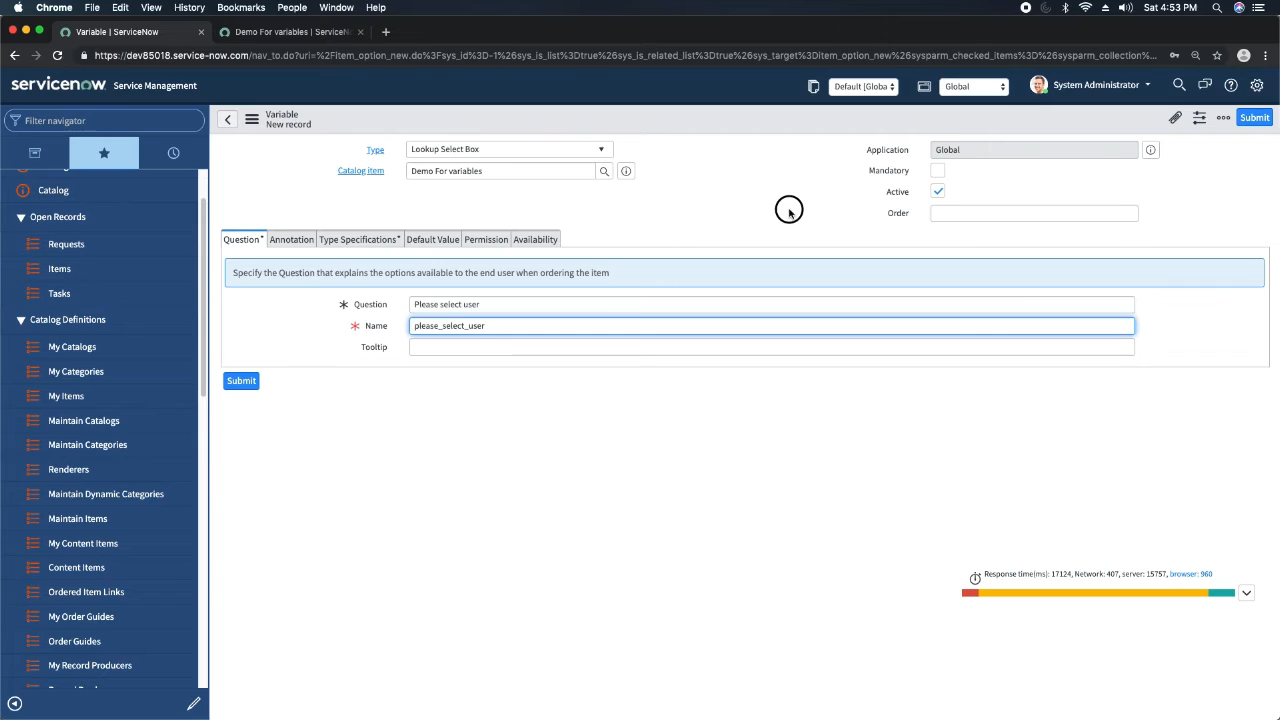 Chrome File Edit View History Bookmarks People Window Help Sat 4:53 PM
Variable | ServiceNow Demo For variables | ServiceN
https://dev85018.service-now.com/nav_to.do?uri=%2Fitem_option_new.do%3Fsys_id%3D-1%26sys_is_list%3Dtrue%26sys_is_related_list%3Dtrue%26sys_target%3Ditem_option_new%26sysparm_checked_items%3D%26sysparm_collection%...
servicenow Service Management Default [Globa Global System Administrator
Filter navigator
Variable
New record
Submit
Type Lookup Select Box Application Global
Catalog item Demo For variables Mandatory
Active
Order
Catalog
Open Records
Requests
Items
Tasks
Catalog Definitions
My Catalogs
My Categories
My Items
Maintain Catalogs
Maintain Categories
Renderers
Maintain Dynamic Categories
Maintain Items
My Content Items
Content Items
Ordered Item Links
My Order Guides
Order Guides
My Record Producers
Question* Annotation Type Specifications* Default Value Permission Availability
Specify the Question that explains the options available to the end user when ordering the item
Question Please select user
Name please_select_user
Tooltip
Submit
Response time(ms): 17124, Network: 407, server: 15757, browser: 960